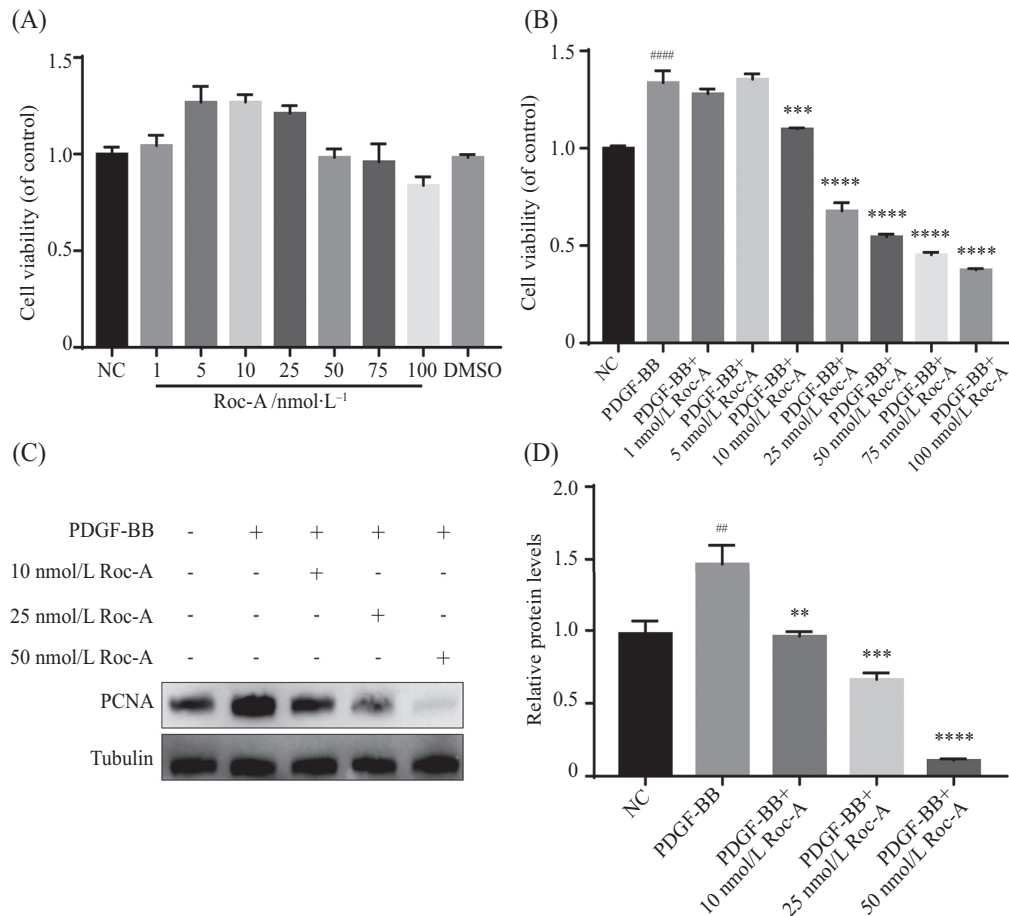 (A)
1.5
1.0
0.5
0
Cell viability (of control)
NC
1
5
10
25
50
75
100
DMSO
Roc-A /nmol·L⁻¹
(B)
1.5
1.0
0.5
0
Cell viability (of control)
####
***
****
****
****
****
NC
PDGF-BB
PDGF-BB+
1 nmol/L Roc-A
PDGF-BB+
5 nmol/L Roc-A
PDGF-BB+
10 nmol/L Roc-A
PDGF-BB+
25 nmol/L Roc-A
PDGF-BB+
50 nmol/L Roc-A
PDGF-BB+
75 nmol/L Roc-A
PDGF-BB+
100 nmol/L Roc-A
(C)
PDGF-BB - + + + +
10 nmol/L Roc-A - - + - -
25 nmol/L Roc-A - - - + -
50 nmol/L Roc-A - - - - +
PCNA
Tubulin
(D)
2.0
1.5
1.0
0.5
0
Relative protein levels
##
**
***
****
NC
PDGF-BB
PDGF-BB+
10 nmol/L Roc-A
PDGF-BB+
25 nmol/L Roc-A
PDGF-BB+
50 nmol/L Roc-A